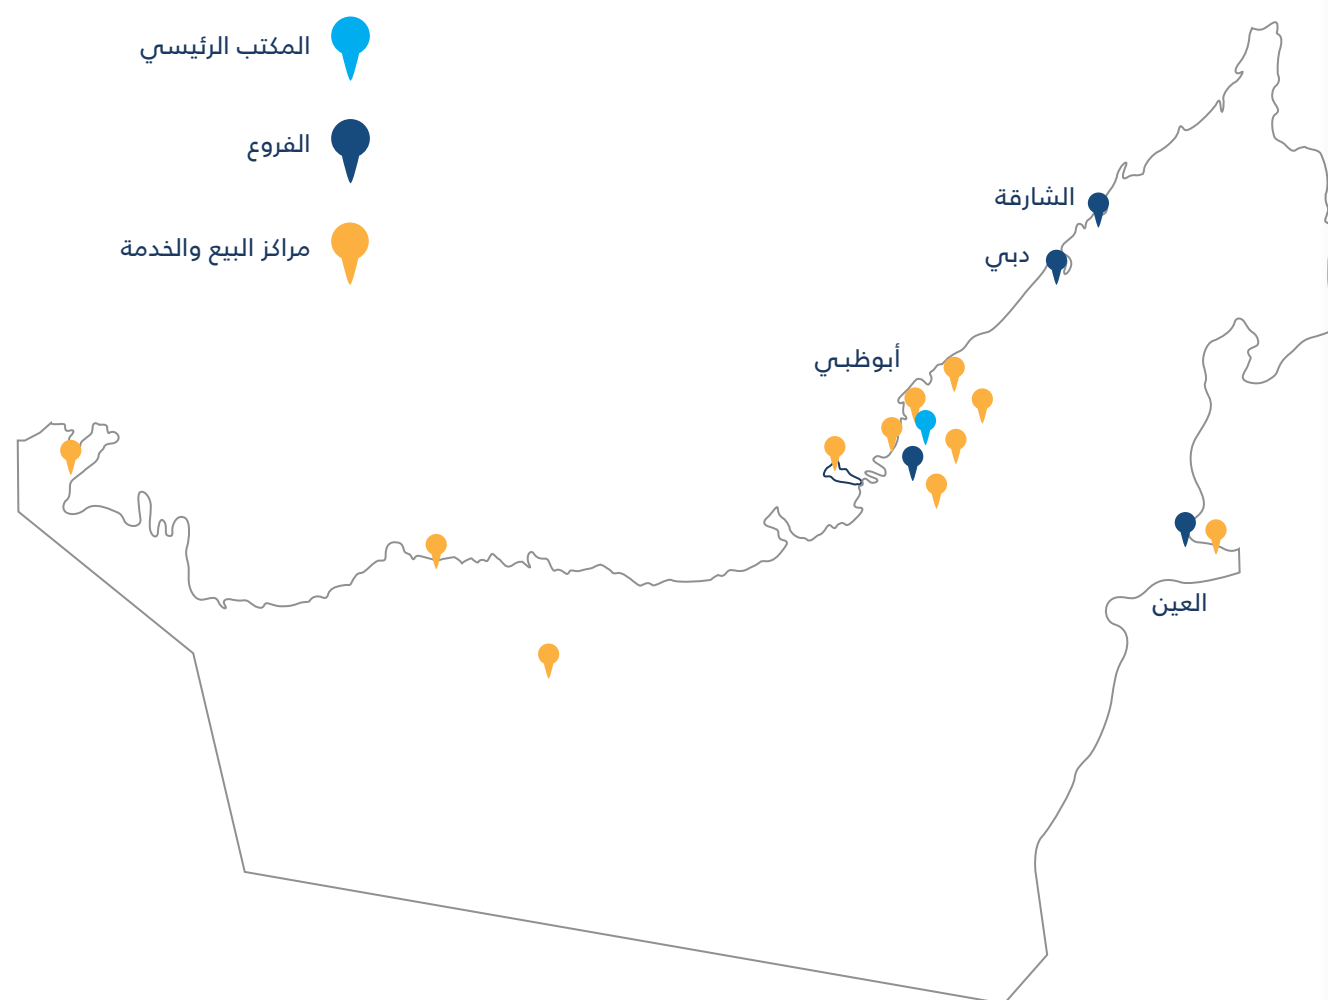 المكتب الرئيسي
الفروع
مراكز البيع والخدمة
الشارقة
دبي
أبوظبي
العين